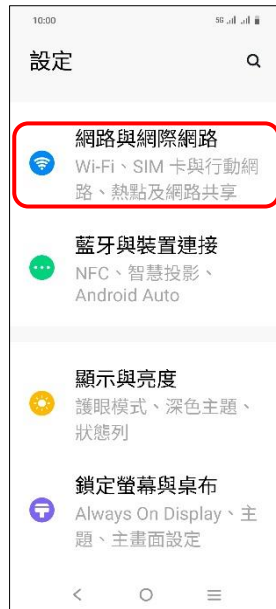 10:00
5G
設定
網路與網際網路
Wi-Fi、SIM 卡與行動網
路、熱點及網路共享
藍牙與裝置連接
NFC、智慧投影、
Android Auto
顯示與亮度
護眼模式、深色主題、
狀態列
鎖定螢幕與桌布
Always On Display、主
題、主畫面設定